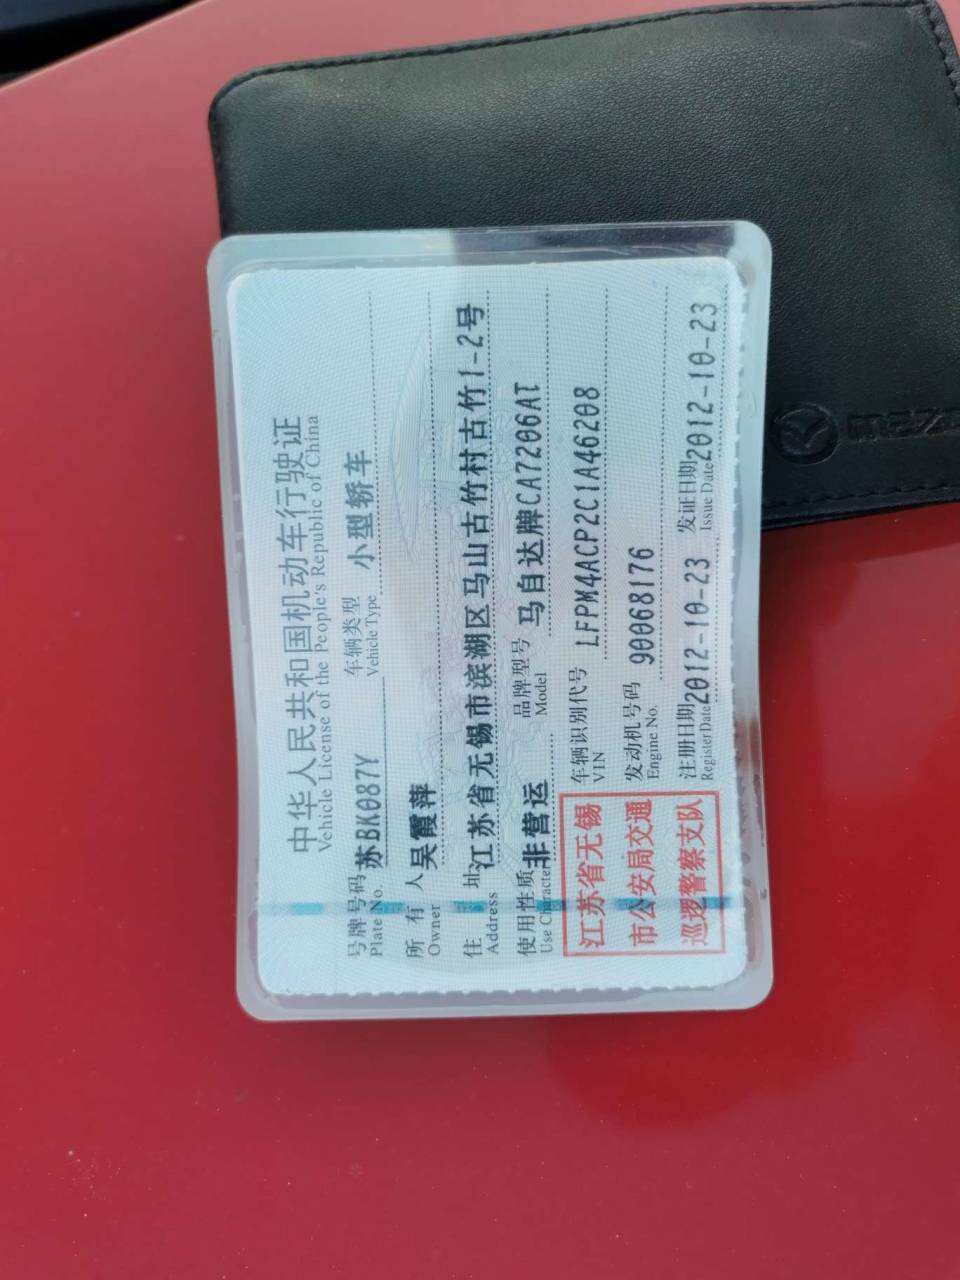 中华人民共和国机动车行驶证
Vehicle License of the People's Republic of China
号牌号码 苏BK087Y 车辆类型 小型轿车
Plate No. Vehicle Type
所有人 吴霞萍
Owner
住址 江苏省无锡市滨湖区马山古竹村古竹1-2号
Address
使用性质 非营运 品牌型号 马自达牌CA7206AT
Use Character Model
江苏省无锡
市公安局交通
巡逻警察支队
车辆识别代号 LFPM4ACP2C1A46208
VIN
发动机号码 90068176
Engine No.
注册日期 2012-10-23 发证日期 2012-10-23
Register Date Issue Date